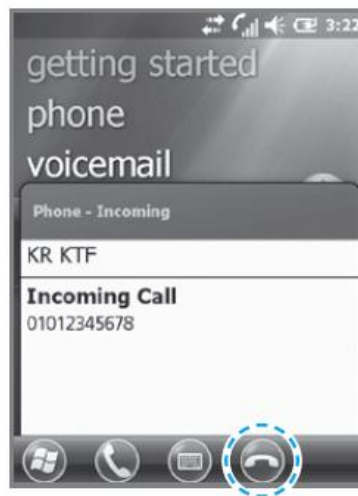 3:22
getting started
phone
voicemail
Phone - Incoming
KR KTF
Incoming Call
01012345678